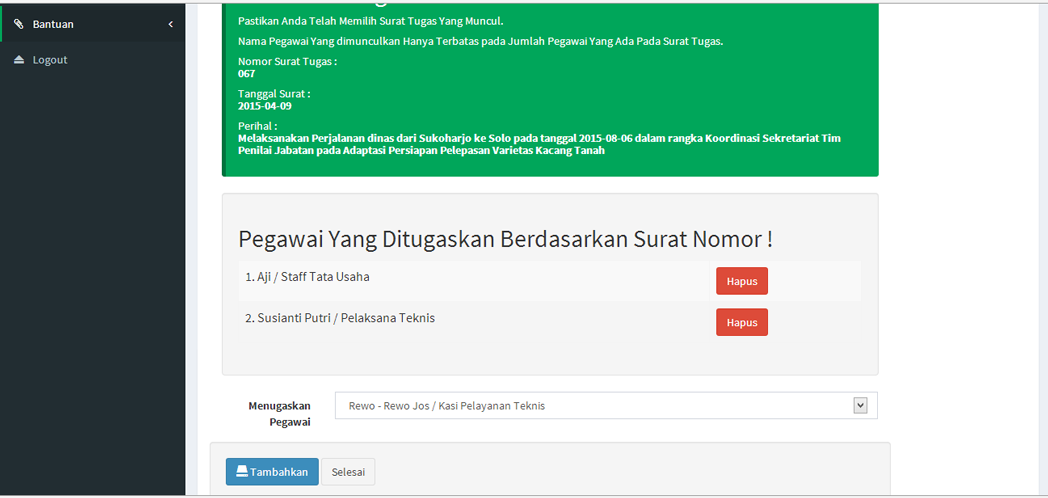 Bantuan
Logout
Pastikan Anda Telah Memilih Surat Tugas Yang Muncul.
Nama Pegawai Yang dimunculkan Hanya Terbatas pada Jumlah Pegawai Yang Ada Pada Surat Tugas.
Nomor Surat Tugas :
067
Tanggal Surat :
2015-04-09
Perihal :
Melaksanakan Perjalanan dinas dari Sukoharjo ke Solo pada tanggal 2015-08-06 dalam rangka Koordinasi Sekretariat Tim
Penilai Jabatan pada Adaptasi Persiapan Pelepasan Varietas Kacang Tanah
Pegawai Yang Ditugaskan Berdasarkan Surat Nomor !
1. Aji / Staff Tata Usaha
Hapus
2. Susianti Putri / Pelaksana Teknis
Hapus
Menugaskan
Pegawai
Rewo - Rewo Jos / Kasi Pelayanan Teknis
Tambahkan
Selesai